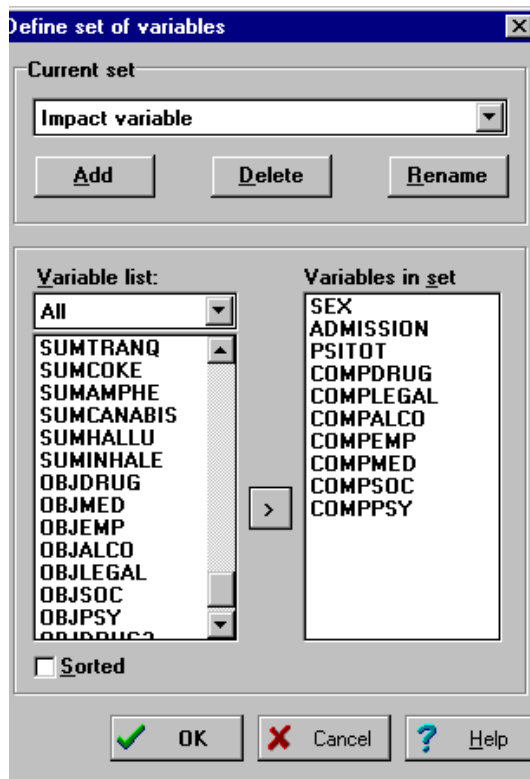 Define set of variables
Current set
Impact variable
Add Delete Rename
Variable list:
All
SUMTRANQ
SUMCOKE
SUMAMPHE
SUMCANABIS
SUMHALLU
SUMINHALE
OBJDRUG
OBJMED
OBJEMP
OBJALCO
OBJLEGAL
OBJSOC
OBJPSY
Sorted
>
Variables in set
SEX
ADMISSION
PSITOT
COMPDRUG
COMPLEGAL
COMPALCO
COMPEMP
COMPMED
COMPSOC
COMPPSY
OK Cancel ? Help